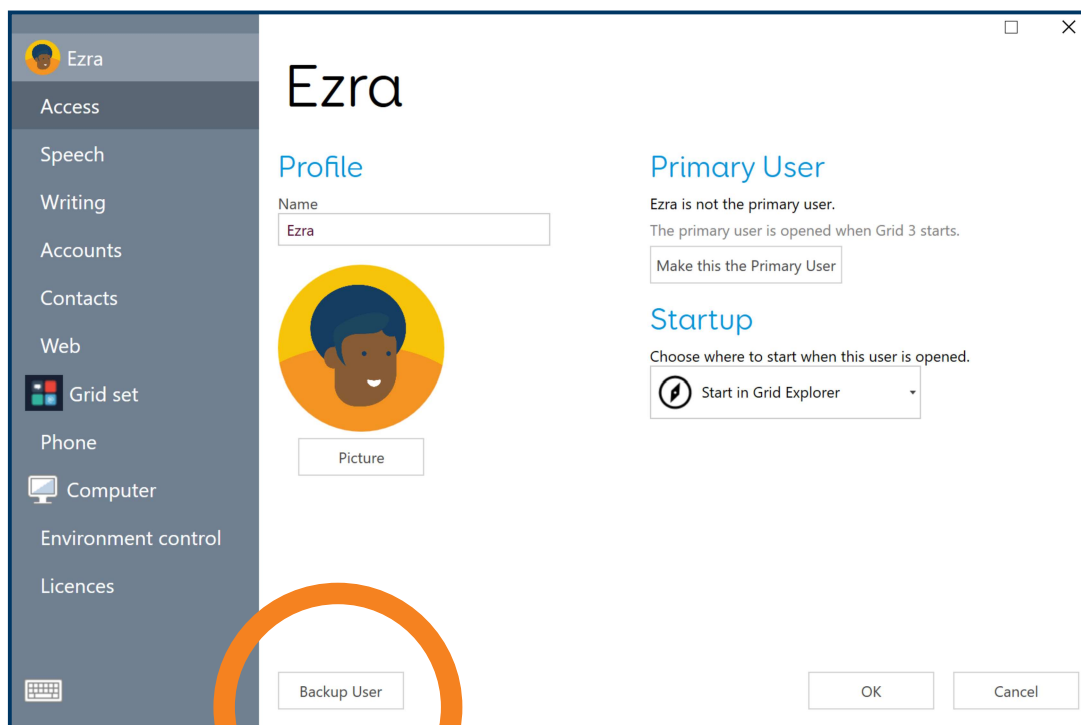 Ezra
Access
Speech
Writing
Accounts
Contacts
Web
Grid set
Phone
Computer
Environment control
Licences
Ezra
Profile
Name
Ezra
Picture
Primary User
Ezra is not the primary user.
The primary user is opened when Grid 3 starts.
Make this the Primary User
Startup
Choose where to start when this user is opened.
Start in Grid Explorer
Backup User
OK
Cancel